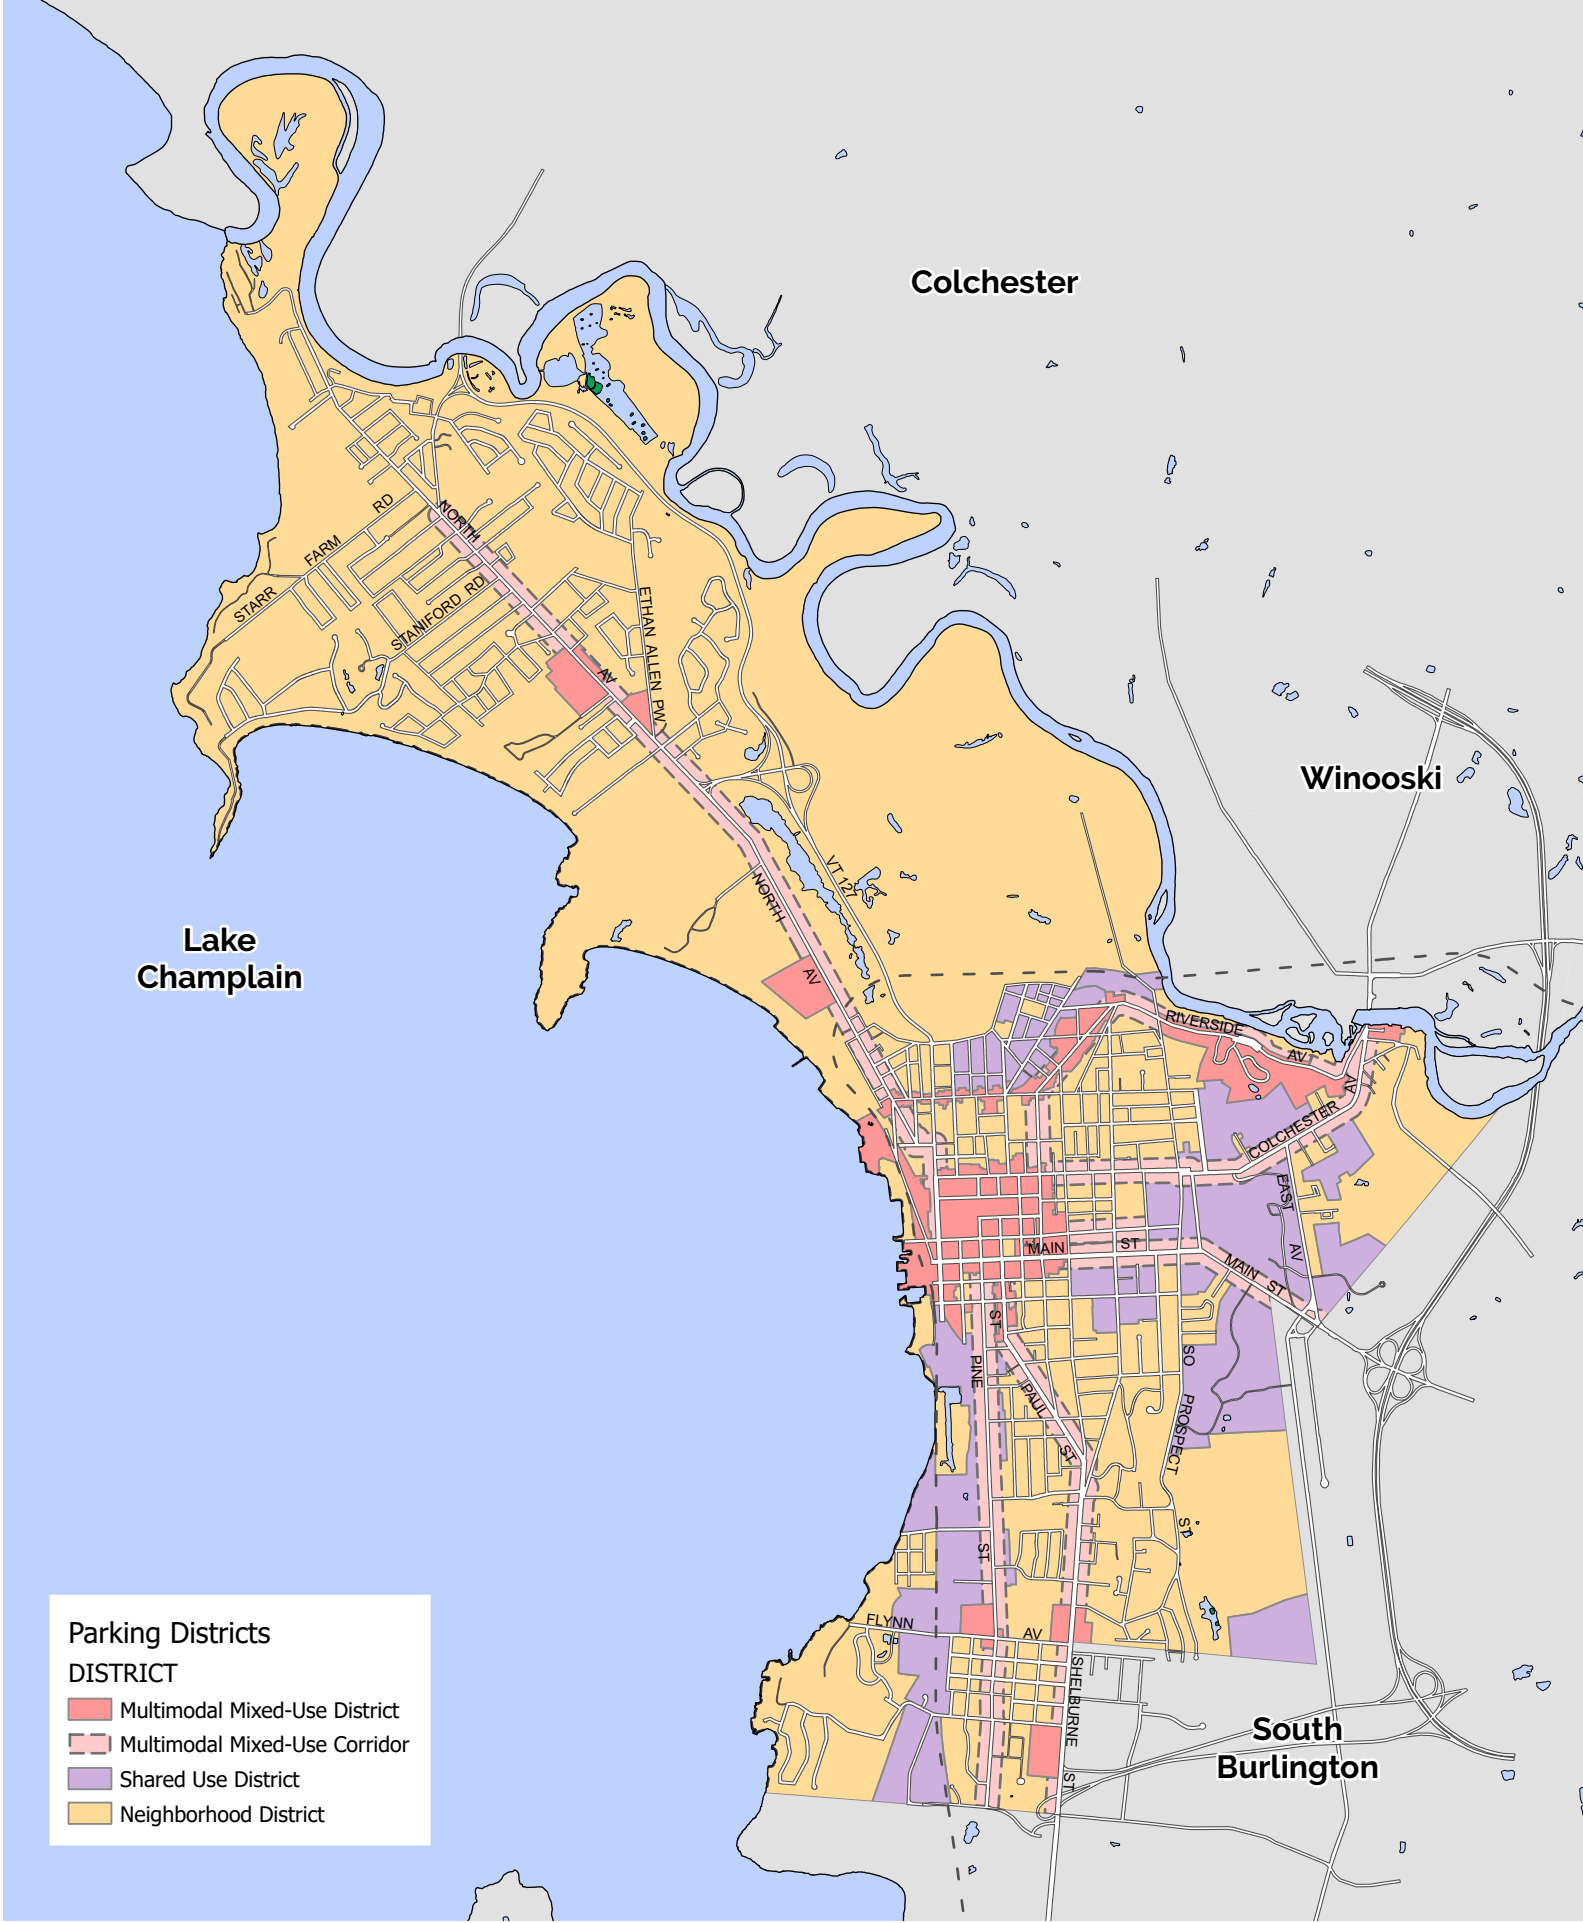 Colchester
NORTH
RD
FARM
STARR
STANIFORD RD
ETHAN ALLEN PW
AV
Winooski
VT 127
NORTH
Lake
Champlain
AV
RIVERSIDE
AV
AV
COLCHESTER
EAST
AV
MAIN
ST
MAIN
ST
ST
PINE
PAUL
ST
SO
PROSPECT
ST
ST
FLYNN
AV
SHELBURNE
ST
South
Burlington
Parking Districts
DISTRICT
Multimodal Mixed-Use District
Multimodal Mixed-Use Corridor
Shared Use District
Neighborhood District